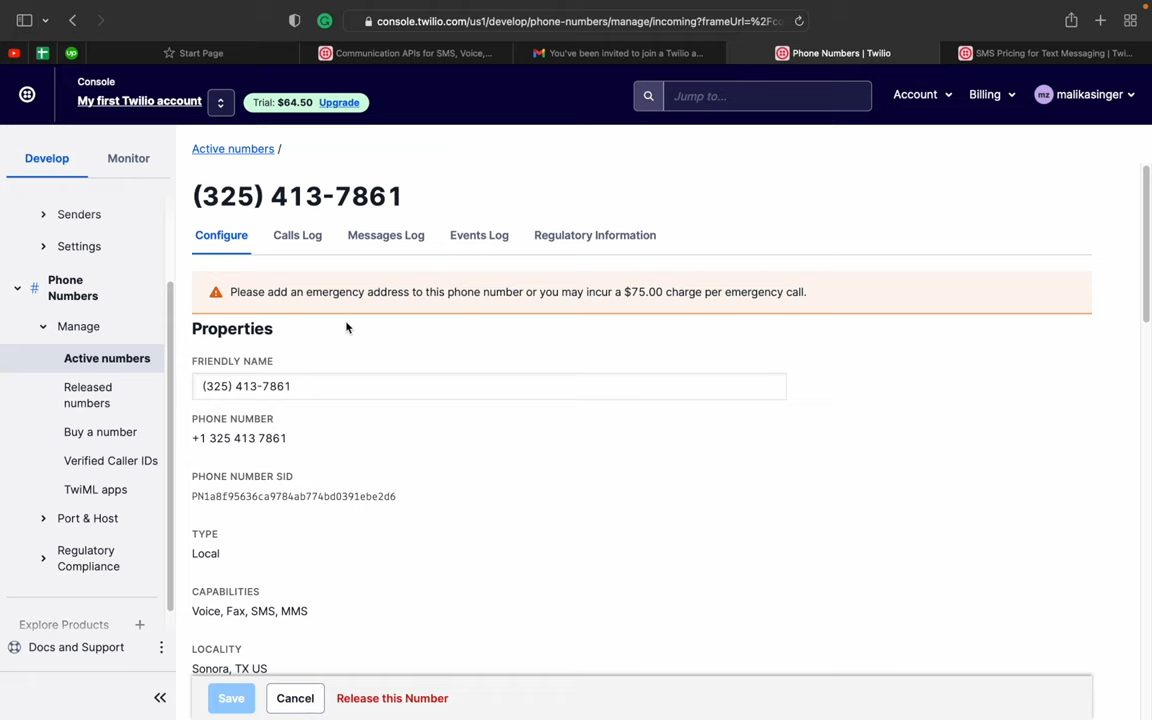 console.twilio.com/us1/develop/phone-numbers/manage/incoming?frameUrl=%2Fcc
up
Start Page
Communication APIs for SMS, Voice,...
You've been invited to join a Twilio a...
Phone Numbers | Twilio
SMS Pricing for Text Messaging | Twi...
Console
My first Twilio account
Trial: $64.50 Upgrade
Jump to...
Account
Billing
mz
malikasinger
Develop
Monitor
Senders
Settings
# Phone
Numbers
Manage
Active numbers
Released
numbers
Buy a number
Verified Caller IDs
TwiML apps
Port & Host
Regulatory
Compliance
Explore Products +
Docs and Support
Active numbers /
(325) 413-7861
Configure
Calls Log
Messages Log
Events Log
Regulatory Information
Please add an emergency address to this phone number or you may incur a $75.00 charge per emergency call.
Properties
FRIENDLY NAME
(325) 413-7861
PHONE NUMBER
+1 325 413 7861
PHONE NUMBER SID
PN1a8f95636ca9784ab774bd0391ebe2d6
TYPE
Local
CAPABILITIES
Voice, Fax, SMS, MMS
LOCALITY
Sonora, TX US
Save
Cancel
Release this Number